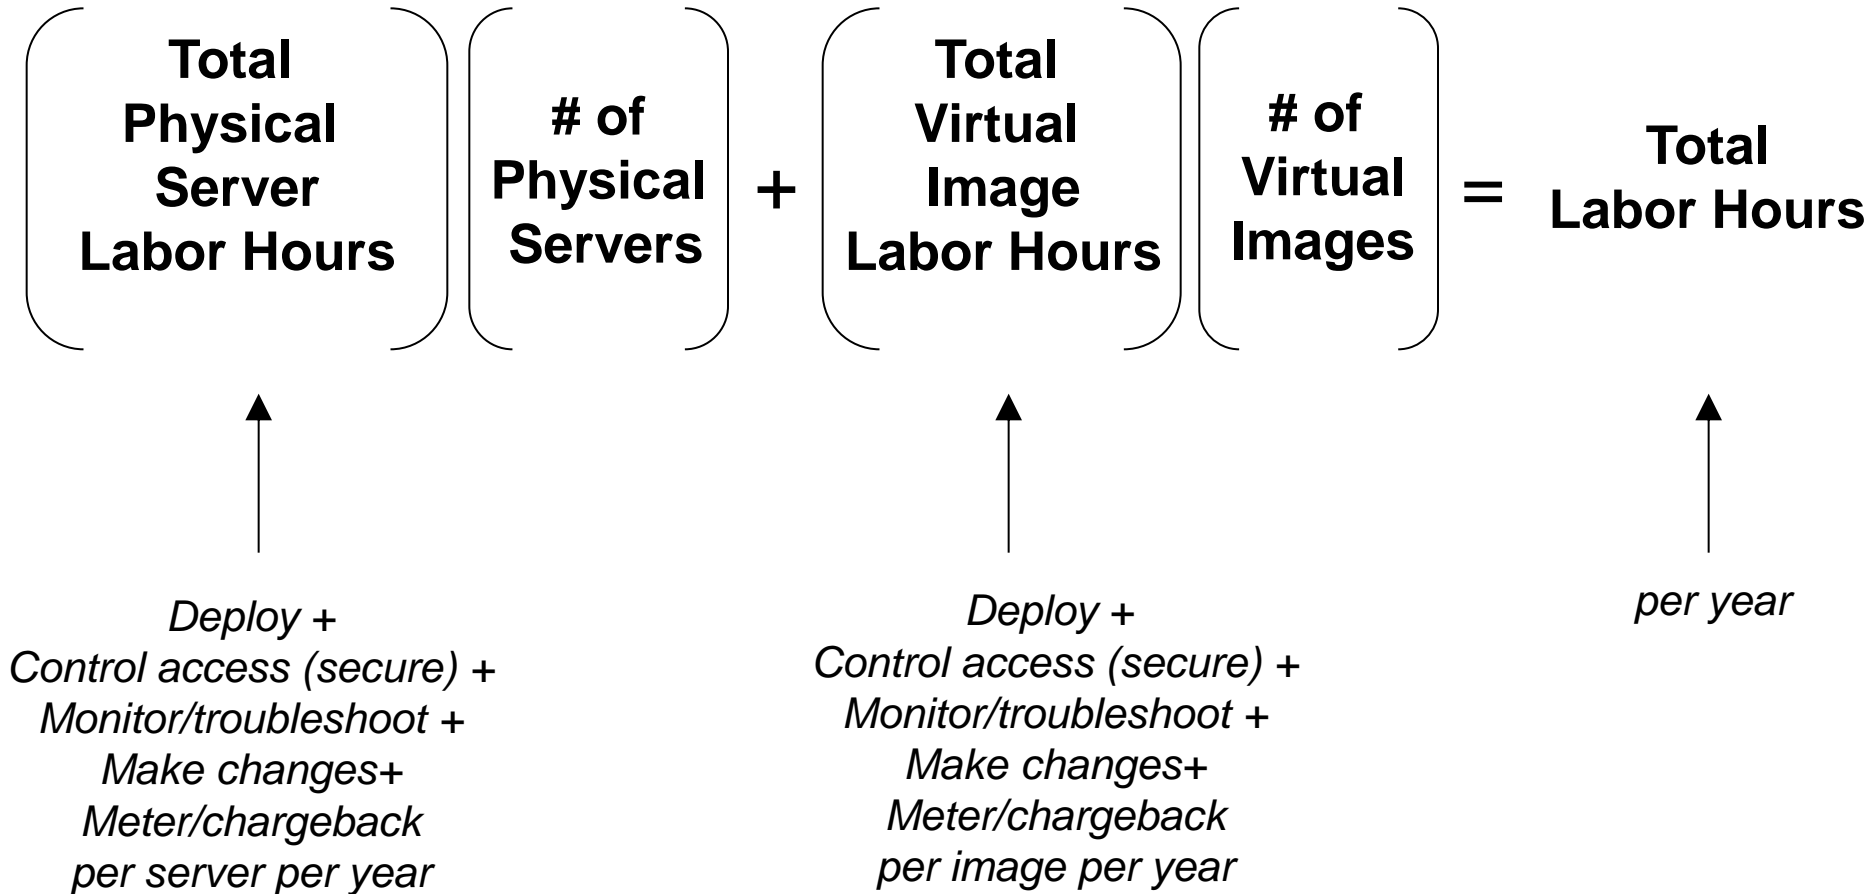 Total
Physical
Server
Labor Hours
# of
Physical
Servers
+
Total
Virtual
Image
Labor Hours
# of
Virtual
Images
=
Total
Labor Hours
Deploy +
Control access (secure) +
Monitor/troubleshoot +
Make changes+
Meter/chargeback
per server per year
Deploy +
Control access (secure) +
Monitor/troubleshoot +
Make changes+
Meter/chargeback
per image per year
per year